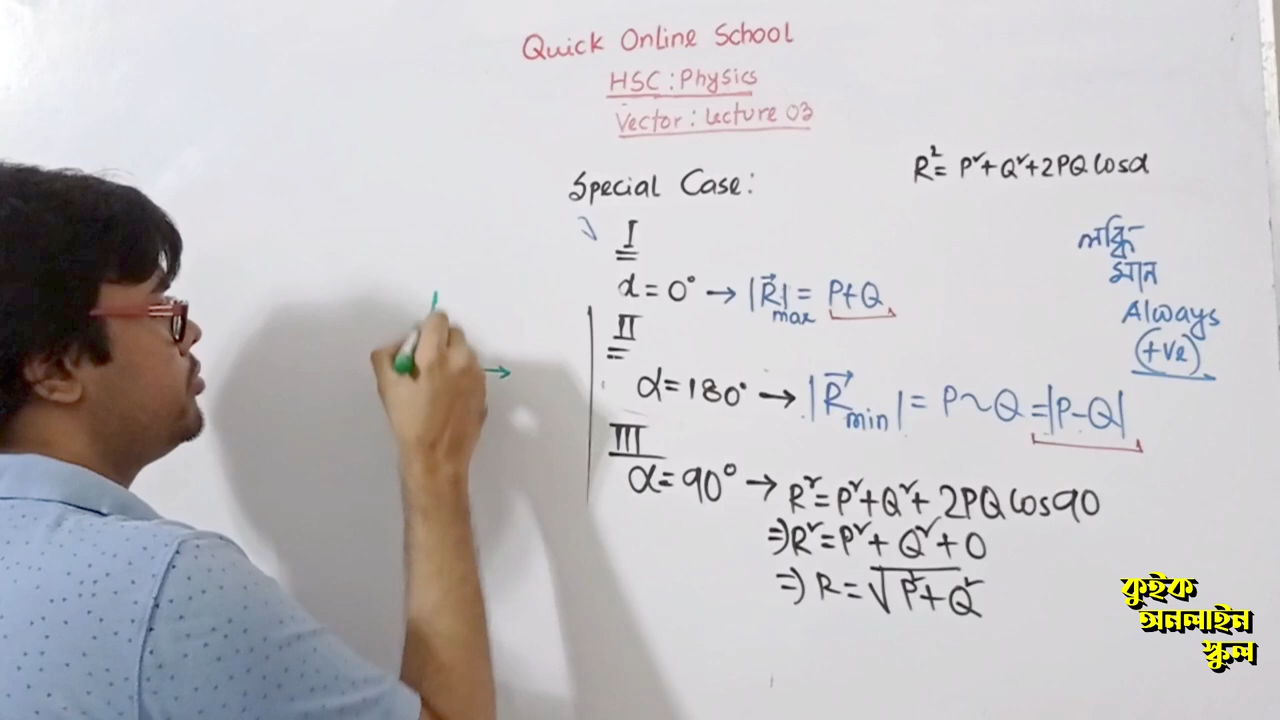 Quick Online School
HSC : Physics
Vector : Lecture 03
Special Case :
R² = P² + Q² + 2PQ Cosα
I
α = 0° → |R⃗|max = P+Q
লব্ধি
মান
Always
(+ve)
II
α = 180° → |R⃗min| = P~Q = |P-Q|
III
α = 90° → R² = P² + Q² + 2PQ Cos90
⇒ R² = P² + Q² + 0
⇒ R = √P² + Q²
কুইক
অনলাইন
স্কুল